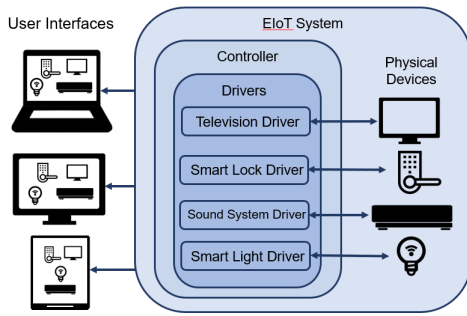 User Interfaces
EIoT System
Controller
Physical
Devices
Drivers
Television Driver
Smart Lock Driver
Sound System Driver
Smart Light Driver